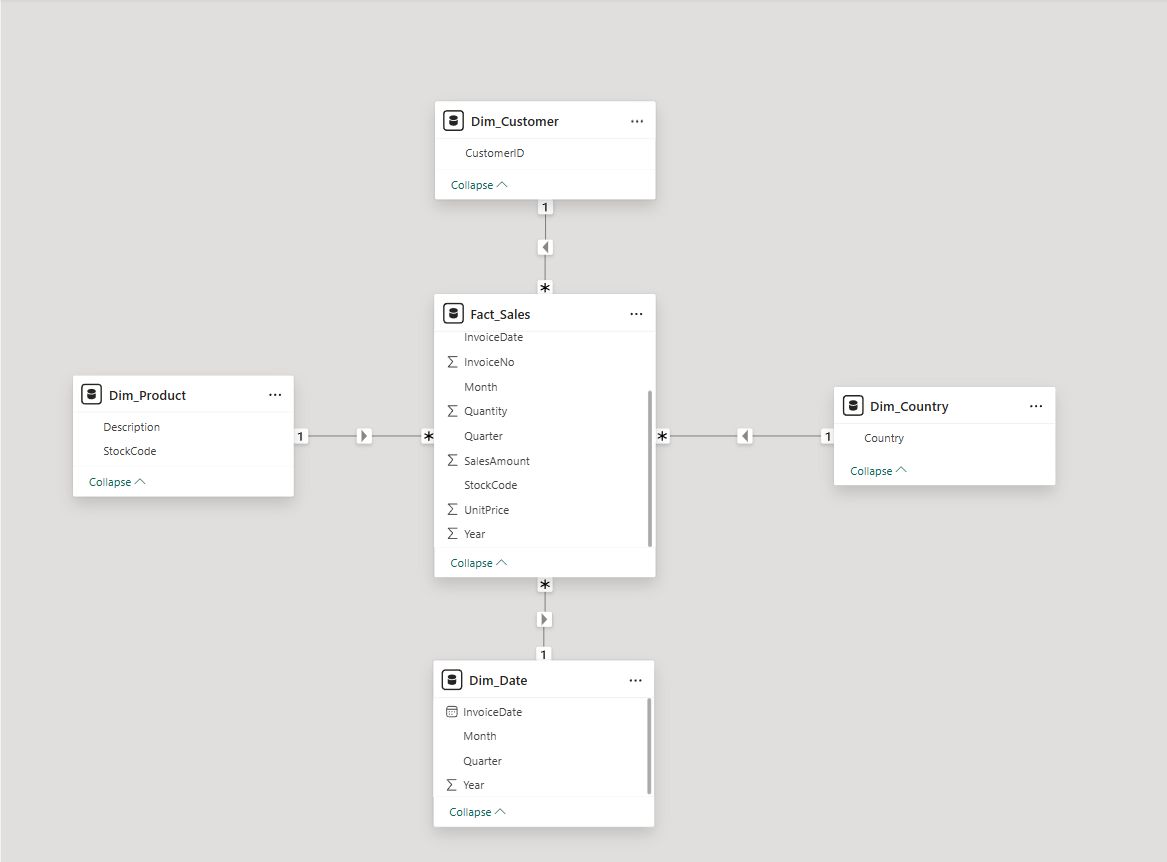 Dim_Customer
CustomerID
Collapse
1
*
Fact_Sales
InvoiceDate
InvoiceNo
Month
Quantity
Quarter
SalesAmount
StockCode
UnitPrice
Year
Collapse
Dim_Product
Description
StockCode
Collapse
1
*
Dim_Country
Country
Collapse
*
1
*
1
Dim_Date
InvoiceDate
Month
Quarter
Year
Collapse